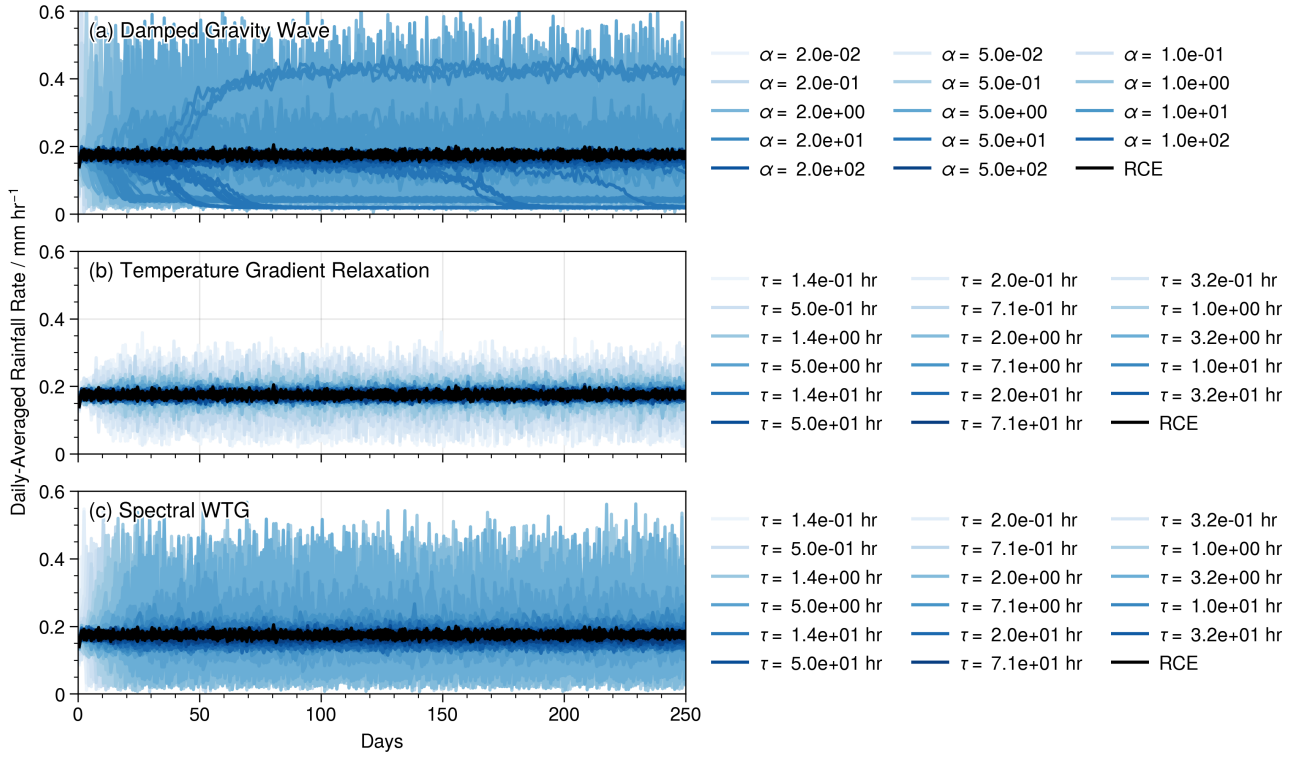 (a) Damped Gravity Wave
0.6
0.4
0.2
0
α = 2.0e-02 α = 5.0e-02 α = 1.0e-01
α = 2.0e-01 α = 5.0e-01 α = 1.0e+00
α = 2.0e+00 α = 5.0e+00 α = 1.0e+01
α = 2.0e+01 α = 5.0e+01 α = 1.0e+02
α = 2.0e+02 α = 5.0e+02 RCE
Daily-Averaged Rainfall Rate / mm hr⁻¹
(b) Temperature Gradient Relaxation
0.6
0.4
0.2
0
τ = 1.4e-01 hr τ = 2.0e-01 hr τ = 3.2e-01 hr
τ = 5.0e-01 hr τ = 7.1e-01 hr τ = 1.0e+00 hr
τ = 1.4e+00 hr τ = 2.0e+00 hr τ = 3.2e+00 hr
τ = 5.0e+00 hr τ = 7.1e+00 hr τ = 1.0e+01 hr
τ = 1.4e+01 hr τ = 2.0e+01 hr τ = 3.2e+01 hr
τ = 5.0e+01 hr τ = 7.1e+01 hr RCE
(c) Spectral WTG
0.6
0.4
0.2
0
τ = 1.4e-01 hr τ = 2.0e-01 hr τ = 3.2e-01 hr
τ = 5.0e-01 hr τ = 7.1e-01 hr τ = 1.0e+00 hr
τ = 1.4e+00 hr τ = 2.0e+00 hr τ = 3.2e+00 hr
τ = 5.0e+00 hr τ = 7.1e+00 hr τ = 1.0e+01 hr
τ = 1.4e+01 hr τ = 2.0e+01 hr τ = 3.2e+01 hr
τ = 5.0e+01 hr τ = 7.1e+01 hr RCE
0 50 100 150 200 250
Days